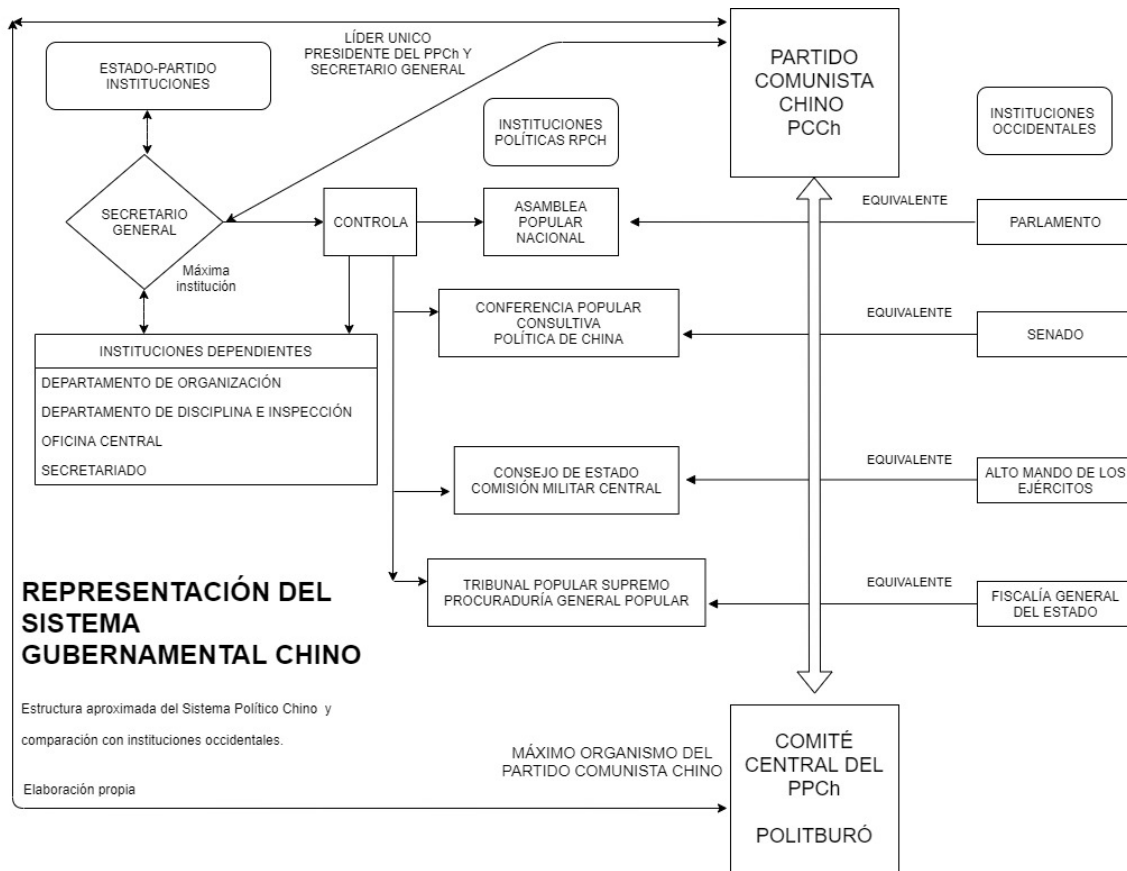 LÍDER UNICO
PRESIDENTE DEL PPCh Y
SECRETARIO GENERAL
PARTIDO
COMUNISTA
CHINO
PCCh
ESTADO-PARTIDO
INSTITUCIONES
INSTITUCIONES
POLÍTICAS RPCH
INSTITUCIONES
OCCIDENTALES
SECRETARIO
GENERAL
CONTROLA
ASAMBLEA
POPULAR
NACIONAL
EQUIVALENTE
PARLAMENTO
Máxima
institución
CONFERENCIA POPULAR
CONSULTIVA
POLÍTICA DE CHINA
EQUIVALENTE
SENADO
INSTITUCIONES DEPENDIENTES
DEPARTAMENTO DE ORGANIZACIÓN
DEPARTAMENTO DE DISCIPLINA E INSPECCIÓN
OFICINA CENTRAL
SECRETARIADO
CONSEJO DE ESTADO
COMISIÓN MILITAR CENTRAL
EQUIVALENTE
ALTO MANDO DE LOS
EJÉRCITOS
TRIBUNAL POPULAR SUPREMO
PROCURADURÍA GENERAL POPULAR
EQUIVALENTE
FISCALÍA GENERAL
DEL ESTADO
REPRESENTACIÓN DEL
SISTEMA
GUBERNAMENTAL CHINO
Estructura aproximada del Sistema Político Chino y
comparación con instituciones occidentales.
Elaboración propia
MÁXIMO ORGANISMO DEL
PARTIDO COMUNISTA CHINO
COMITÉ
CENTRAL DEL
PPCh
POLITBURÓ